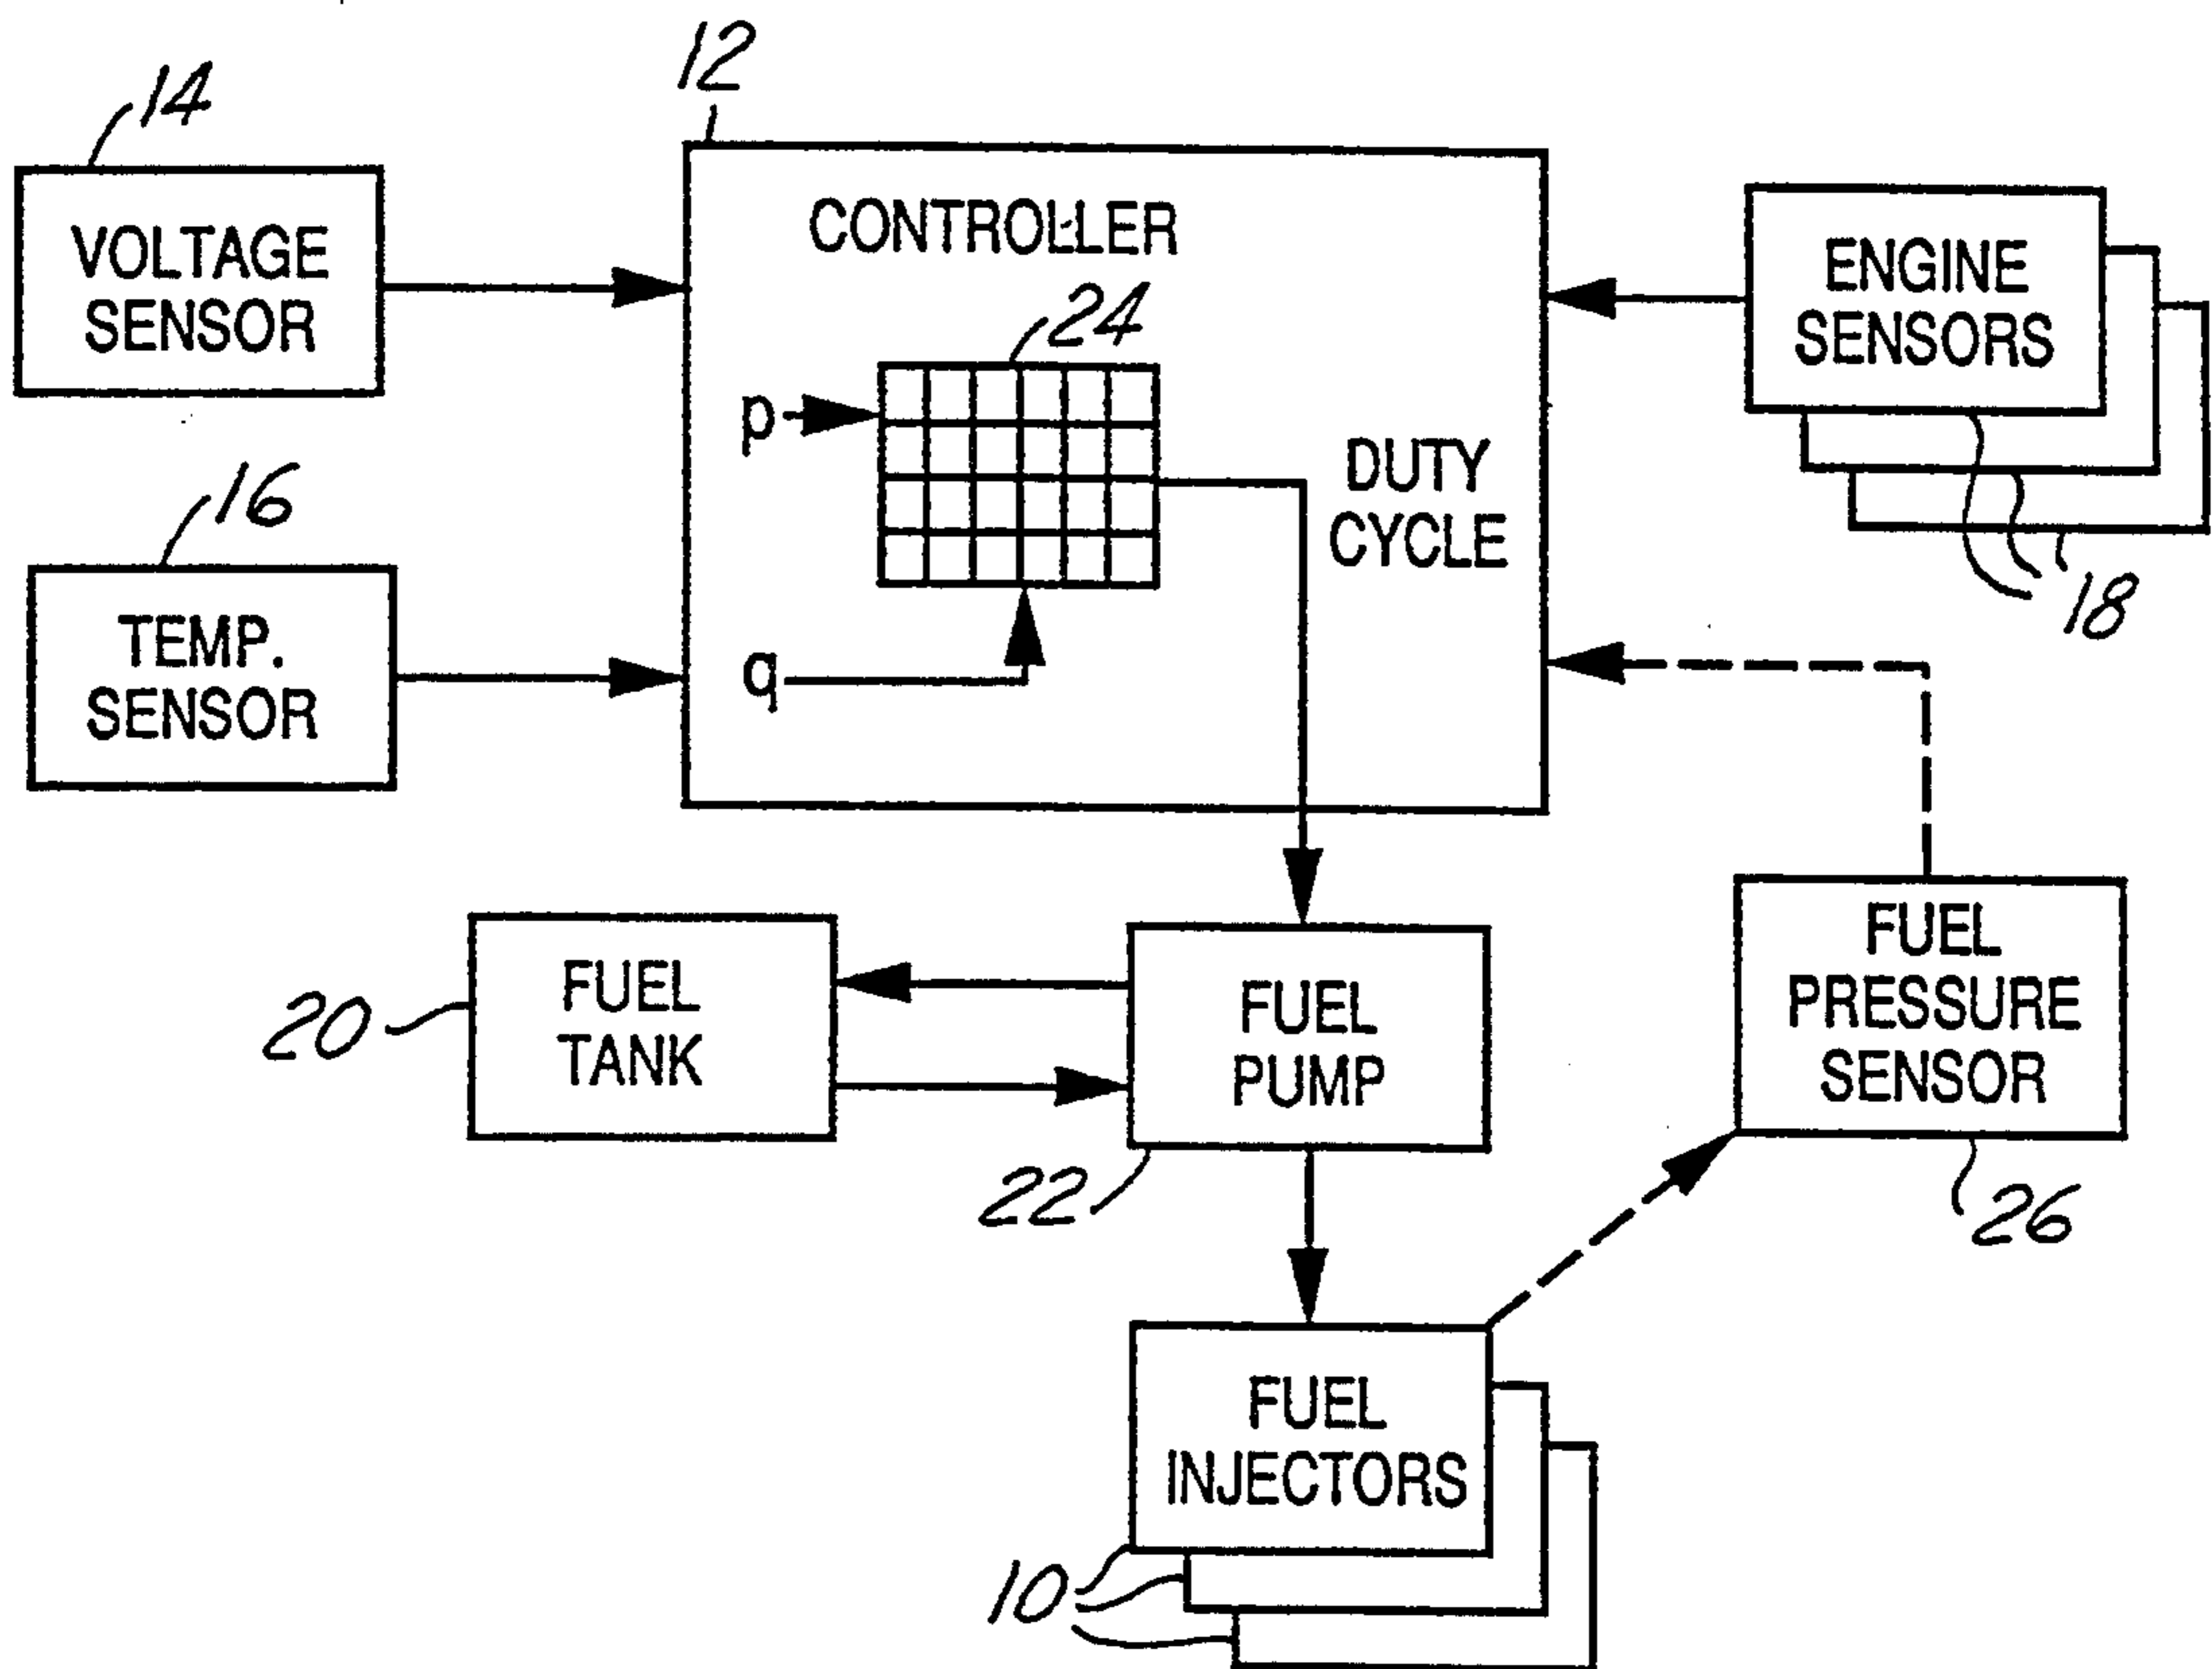 12
14
VOLTAGE
SENSOR
CONTROLLER
ENGINE
SENSORS
24
p
DUTY
CYCLE
16
18
TEMP.
SENSOR
q
FUEL
TANK
20
FUEL
PUMP
22
FUEL
PRESSURE
SENSOR
26
FUEL
INJECTORS
10